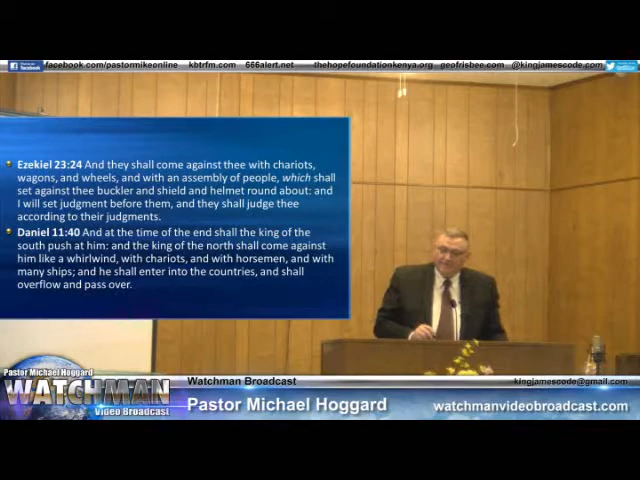 facebook.com/pastormikeonline kbtrfm.com 666alert.net thehopefoundationkenya.org geofrisbee.com @kingjamescode.com
Ezekiel 23:24 And they shall come against thee with chariots,
wagons, and wheels, and with an assembly of people, which shall
set against thee buckler and shield and helmet round about: and
I will set judgment before them, and they shall judge thee
according to their judgments.
Daniel 11:40 And at the time of the end shall the king of the
south push at him: and the king of the north shall come against
him like a whirlwind, with chariots, and with horsemen, and with
many ships; and he shall enter into the countries, and shall
overflow and pass over.
Pastor Michael Hoggard
WATCHMAN
Video Broadcast
Watchman Broadcast
kingjamescode@gmail.com
Pastor Michael Hoggard
watchmanvideobroadcast.com